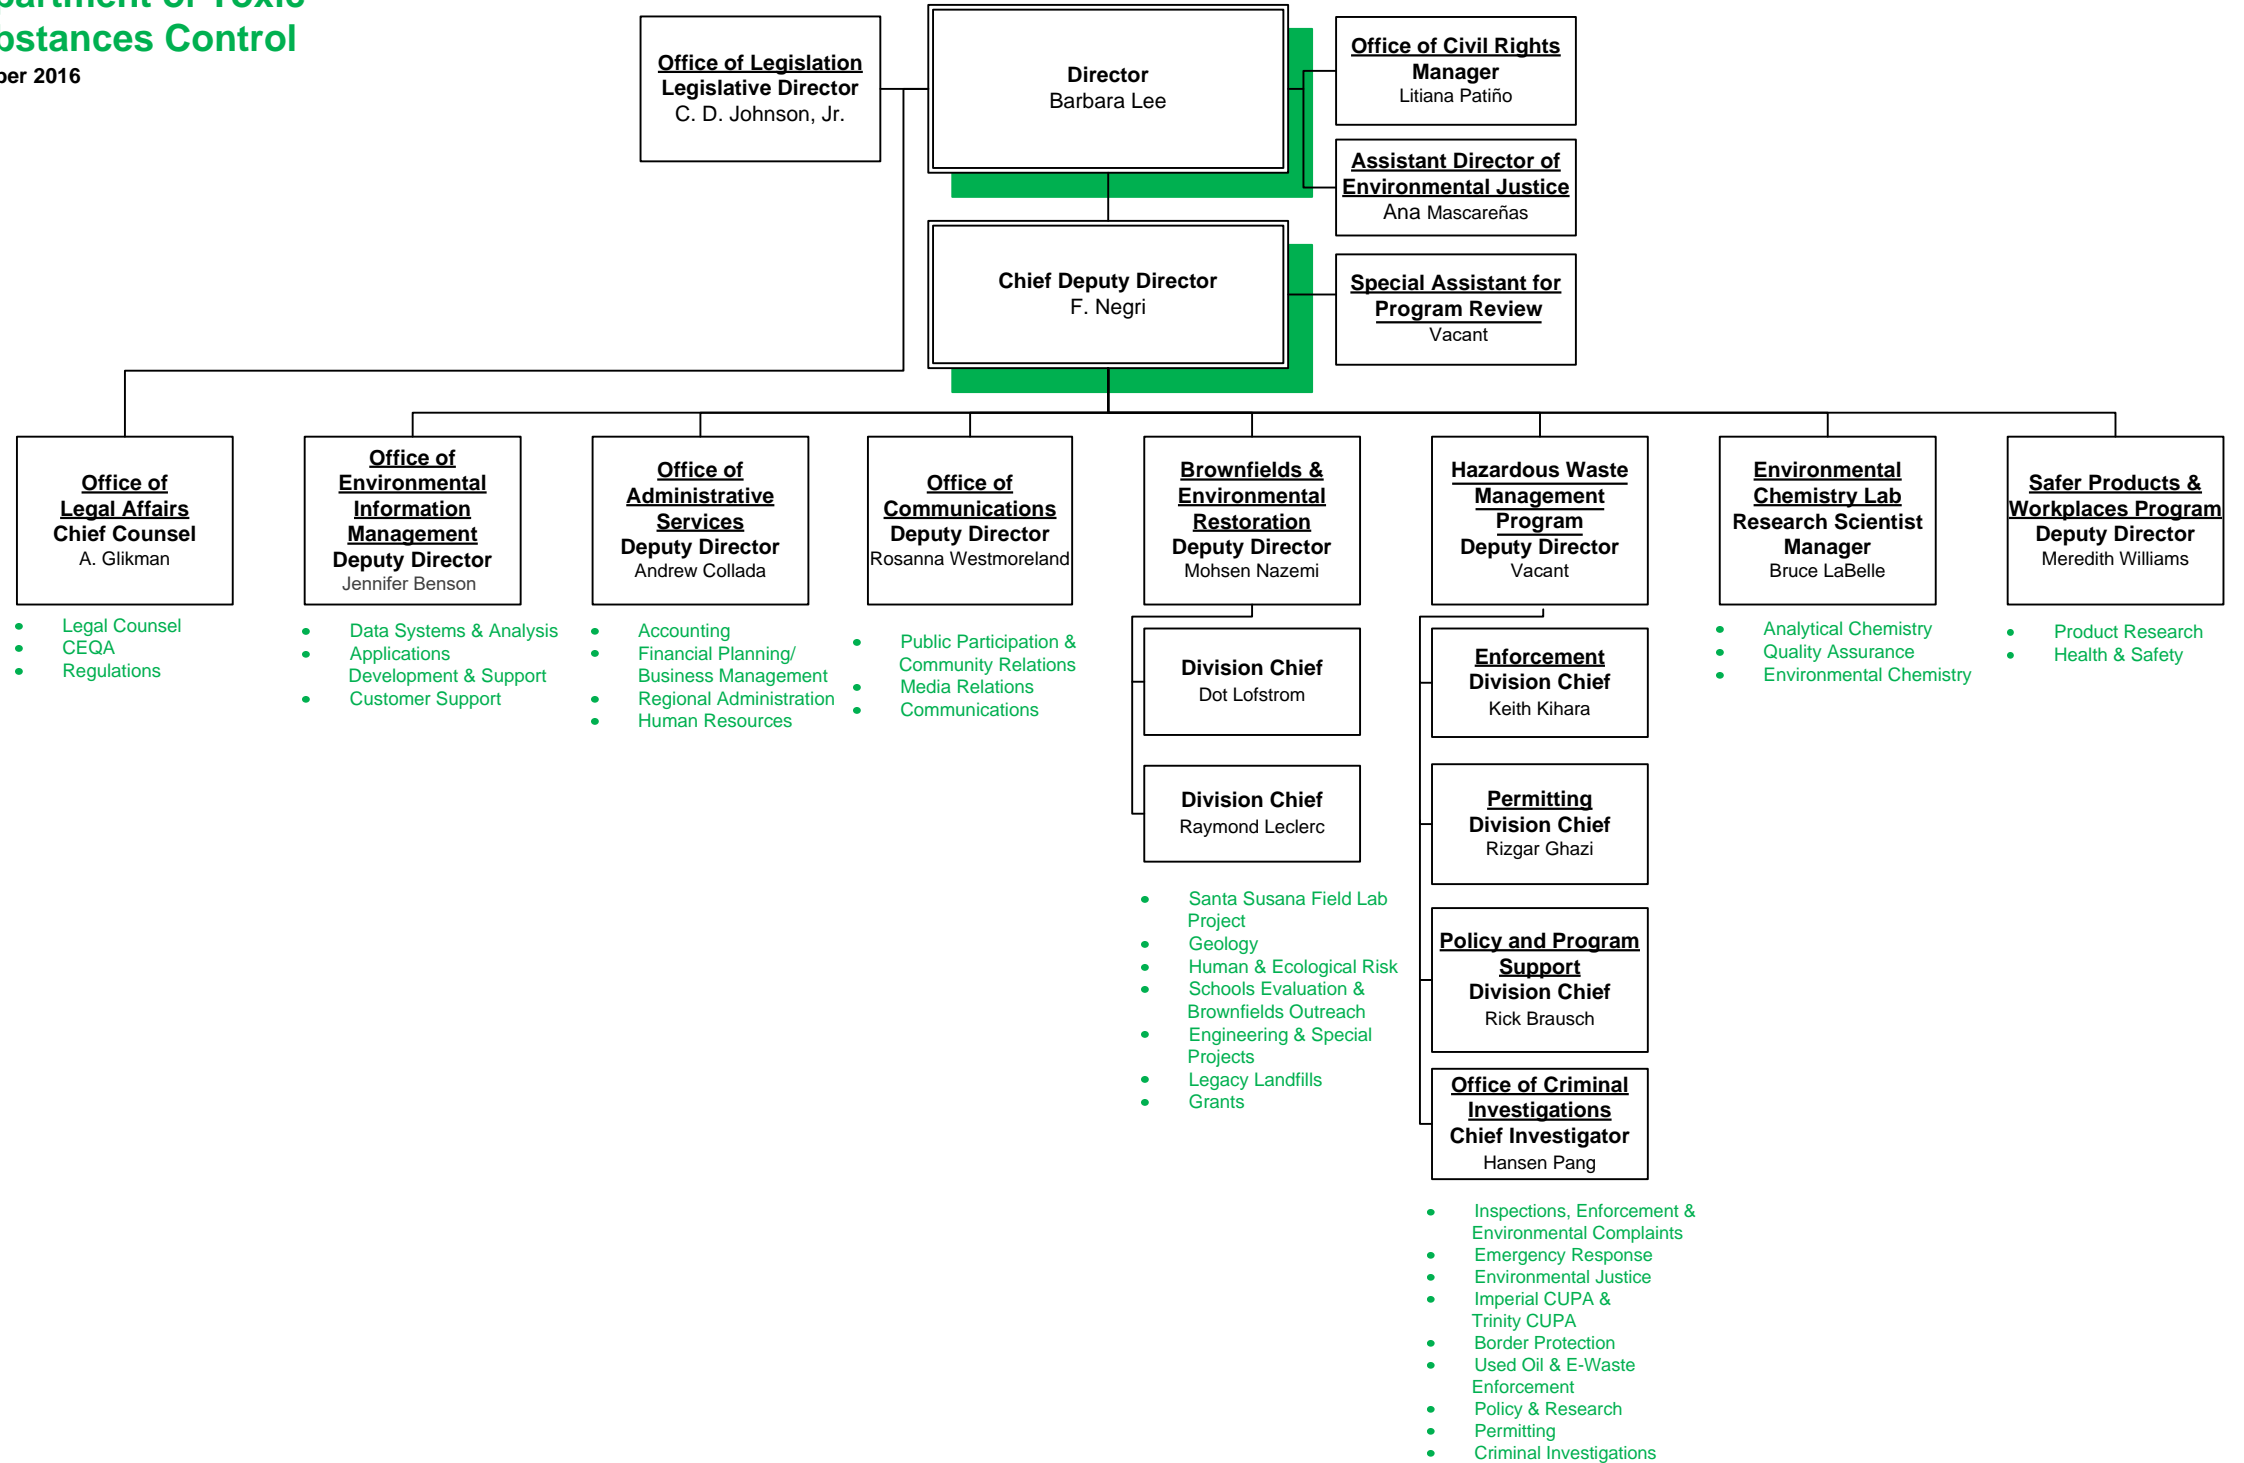 Substances Control
2016
Office of Legislation
Legislative Director
C. D. Johnson, Jr.
Director
Barbara Lee
Office of Civil Rights
Manager
Litiana Patiño
Assistant Director of
Environmental Justice
Ana Mascareñas
Chief Deputy Director
F. Negri
Special Assistant for
Program Review
Vacant
Office of
Legal Affairs
Chief Counsel
A. Glikman
• Legal Counsel
• CEQA
• Regulations
Office of
Environmental
Information
Management
Deputy Director
Jennifer Benson
• Data Systems & Analysis
• Applications
Development & Support
• Customer Support
Office of
Administrative
Services
Deputy Director
Andrew Collada
• Accounting
• Financial Planning/
Business Management
• Regional Administration
• Human Resources
Office of
Communications
Deputy Director
Rosanna Westmoreland
• Public Participation &
Community Relations
• Media Relations
• Communications
Brownfields &
Environmental
Restoration
Deputy Director
Mohsen Nazemi
Division Chief
Dot Lofstrom
Division Chief
Raymond Leclerc
• Santa Susana Field Lab
Project
• Geology
• Human & Ecological Risk
• Schools Evaluation &
Brownfields Outreach
• Engineering & Special
Projects
• Legacy Landfills
• Grants
Hazardous Waste
Management
Program
Deputy Director
Vacant
Enforcement
Division Chief
Keith Kihara
Permitting
Division Chief
Rizgar Ghazi
Policy and Program
Support
Division Chief
Rick Brausch
Office of Criminal
Investigations
Chief Investigator
Hansen Pang
• Inspections, Enforcement &
Environmental Complaints
• Emergency Response
• Environmental Justice
• Imperial CUPA &
Trinity CUPA
• Border Protection
• Used Oil & E-Waste
Enforcement
• Policy & Research
• Permitting
• Criminal Investigations
Environmental
Chemistry Lab
Research Scientist
Manager
Bruce LaBelle
• Analytical Chemistry
• Quality Assurance
• Environmental Chemistry
Safer Products &
Workplaces Program
Deputy Director
Meredith Williams
• Product Research
• Health & Safety